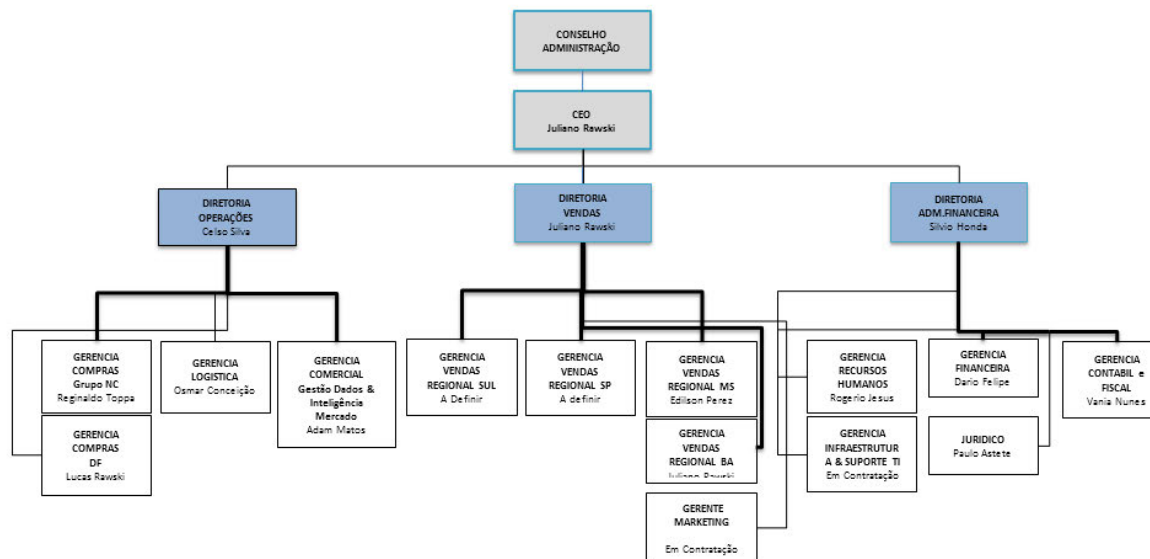 CONSELHO
ADMINISTRAÇÃO
CEO
Juliano Rawski
DIRETORIA
OPERAÇÕES
Celso Silva
DIRETORIA
VENDAS
Juliano Rawski
DIRETORIA
ADM.FINANCEIRA
Silvio Honda
GERENCIA
COMPRAS
Grupo NC
Reginaldo Toppa
GERENCIA
LOGISTICA
Osmar Conceição
GERENCIA
COMERCIAL
Gestão Dados &
Inteligência
Mercado
Adam Matos
GERENCIA
VENDAS
REGIONAL SUL
A Definir
GERENCIA
VENDAS
REGIONAL SP
A definir
GERENCIA
VENDAS
REGIONAL MS
Edilson Perez
GERENCIA
RECURSOS
HUMANOS
Rogerio Jesus
GERENCIA
FINANCEIRA
Dario Felipe
GERENCIA
CONTABIL e
FISCAL
Vania Nunes
GERENCIA
COMPRAS
DF
Lucas Rawski
GERENCIA
VENDAS
REGIONAL BA
Juliano Rawski
GERENCIA
INFRAESTRUTUR
A & SUPORTE TI
Em Contratação
JURIDICO
Paulo Astete
GERENTE
MARKETING
Em Contratação